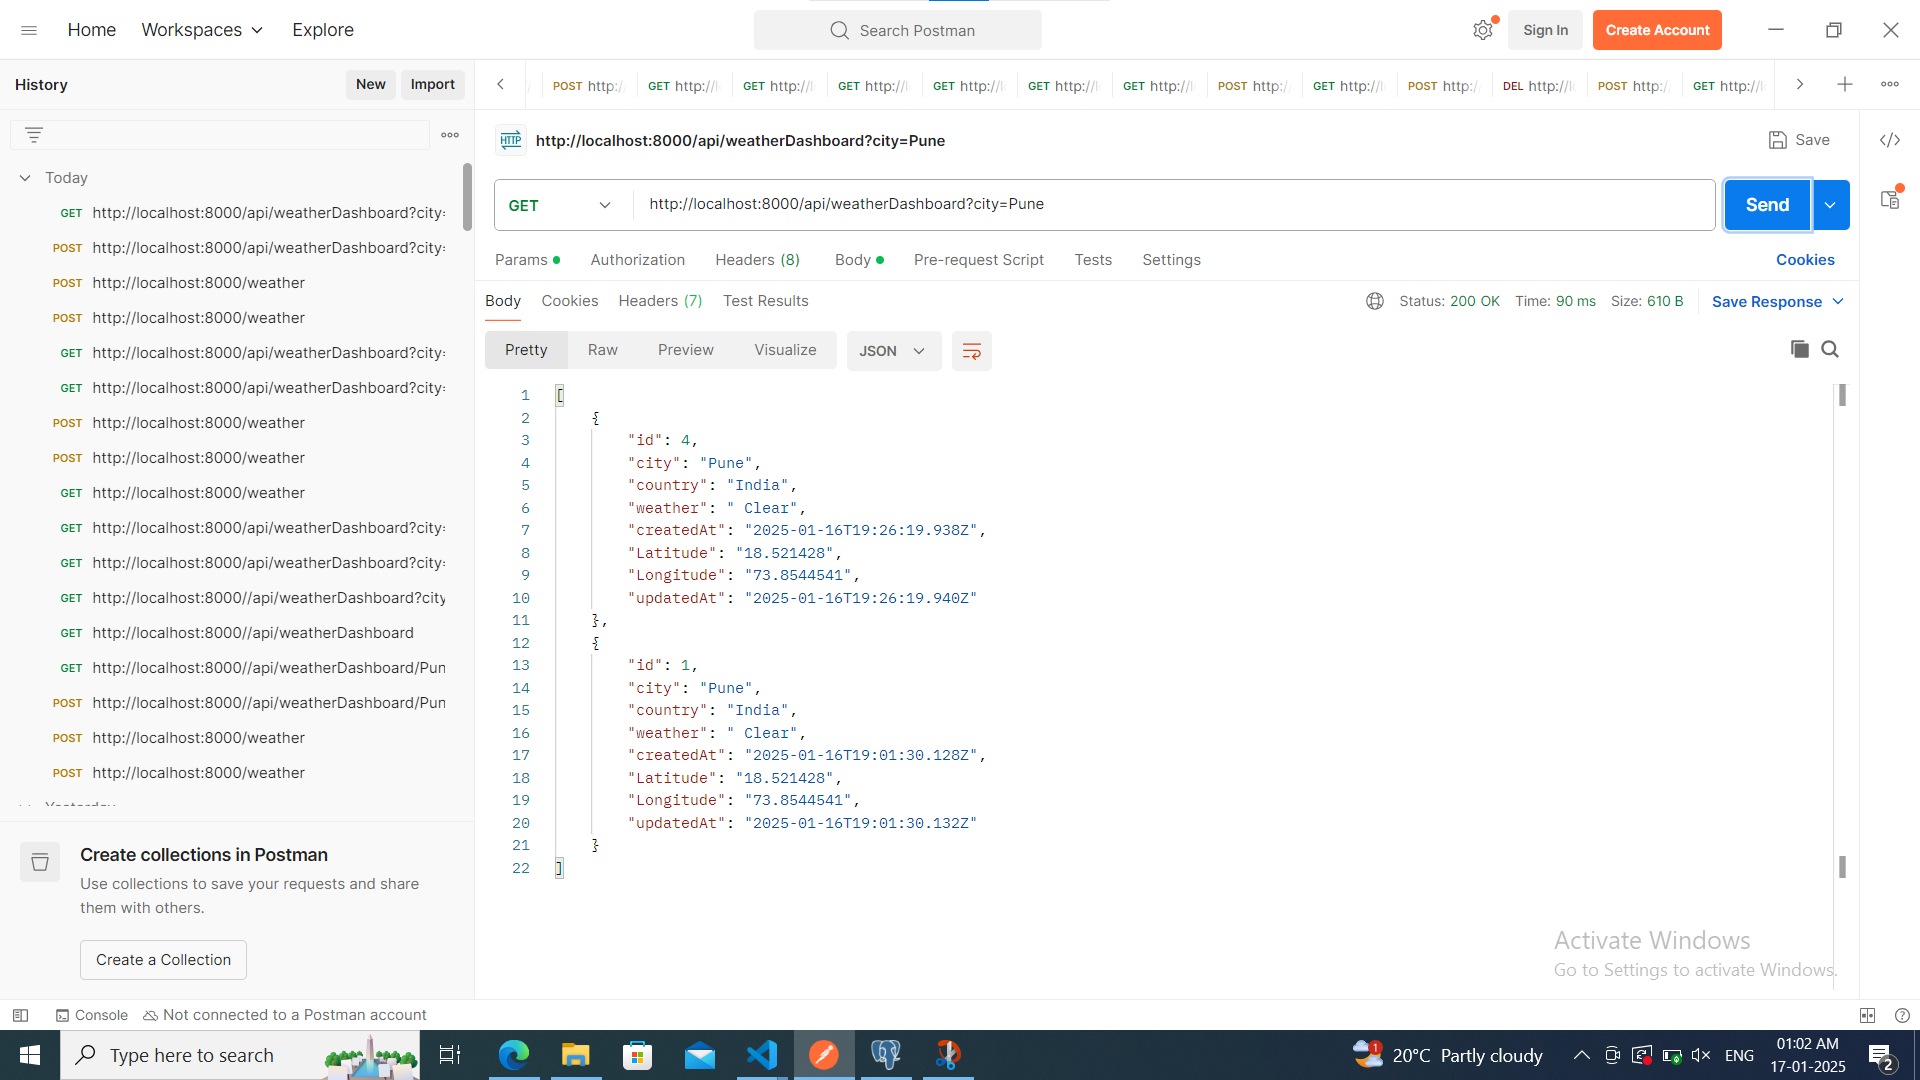 Home Workspaces Explore Search Postman Sign In Create Account
History New Import
POST http:/ GET http://l GET http://l GET http://l GET http://l GET http://l GET http://l POST http:/ GET http://l POST http:/ DEL http://l POST http:/ GET http://l
HTTP http://localhost:8000/api/weatherDashboard?city=Pune Save
GET http://localhost:8000/api/weatherDashboard?city=Pune Send
Params Authorization Headers (8) Body Pre-request Script Tests Settings Cookies
Body Cookies Headers (7) Test Results Status: 200 OK Time: 90 ms Size: 610 B Save Response
Pretty Raw Preview Visualize JSON
Today
GET http://localhost:8000/api/weatherDashboard?city=
POST http://localhost:8000/api/weatherDashboard?city=
POST http://localhost:8000/weather
POST http://localhost:8000/weather
GET http://localhost:8000/api/weatherDashboard?city=
GET http://localhost:8000/api/weatherDashboard?city=
POST http://localhost:8000/weather
POST http://localhost:8000/weather
GET http://localhost:8000/weather
GET http://localhost:8000/api/weatherDashboard?city=
GET http://localhost:8000/api/weatherDashboard?city=
GET http://localhost:8000//api/weatherDashboard?city
GET http://localhost:8000//api/weatherDashboard
GET http://localhost:8000//api/weatherDashboard/Pun
POST http://localhost:8000//api/weatherDashboard/Pun
POST http://localhost:8000/weather
POST http://localhost:8000/weather
Yesterday
Create collections in Postman
Use collections to save your requests and share
them with others.
Create a Collection
1 [
2 {
3 "id": 4,
4 "city": "Pune",
5 "country": "India",
6 "weather": " Clear",
7 "createdAt": "2025-01-16T19:26:19.938Z",
8 "Latitude": "18.521428",
9 "Longitude": "73.8544541",
10 "updatedAt": "2025-01-16T19:26:19.940Z"
11 },
12 {
13 "id": 1,
14 "city": "Pune",
15 "country": "India",
16 "weather": " Clear",
17 "createdAt": "2025-01-16T19:01:30.128Z",
18 "Latitude": "18.521428",
19 "Longitude": "73.8544541",
20 "updatedAt": "2025-01-16T19:01:30.132Z"
21 }
22 ]
Activate Windows
Go to Settings to activate Windows.
Console Not connected to a Postman account
Type here to search 1 20°C Partly cloudy ENG 01:02 AM
17-01-2025 2